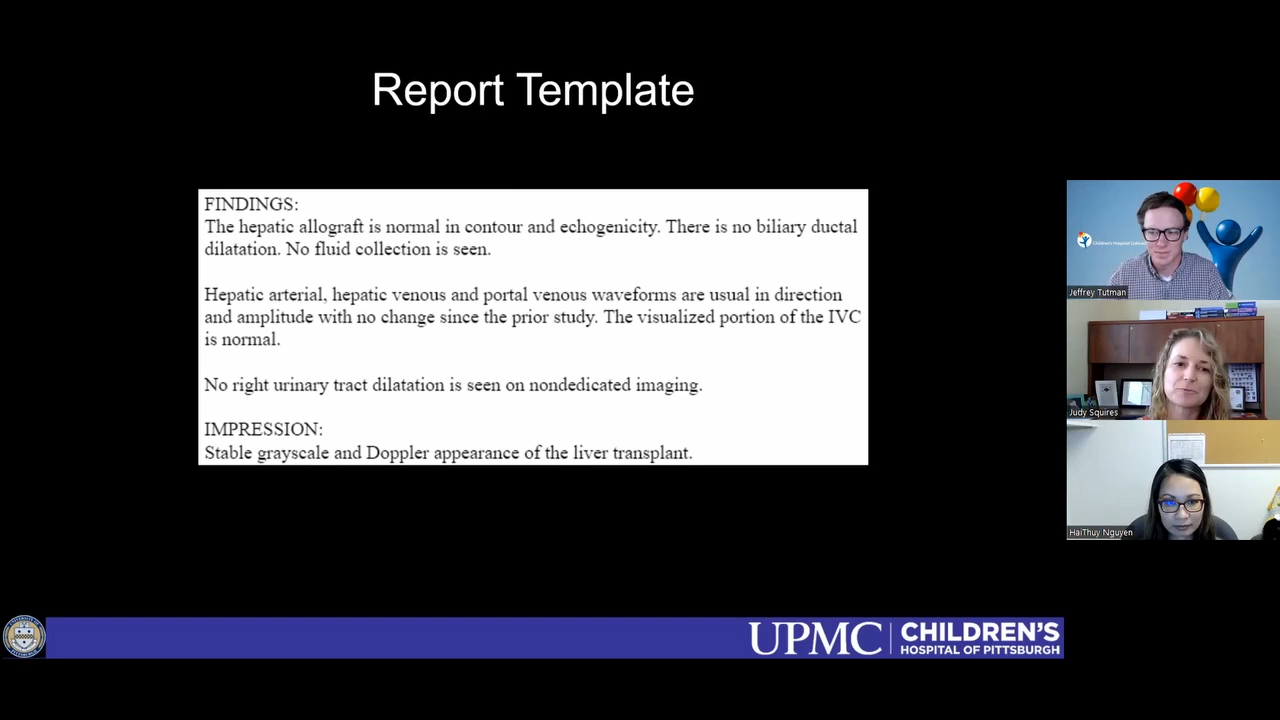 Report Template
FINDINGS:
The hepatic allograft is normal in contour and echogenicity. There is no biliary ductal
dilatation. No fluid collection is seen.
Hepatic arterial, hepatic venous and portal venous waveforms are usual in direction
and amplitude with no change since the prior study. The visualized portion of the IVC
is normal.
No right urinary tract dilatation is seen on nondedicated imaging.
IMPRESSION:
Stable grayscale and Doppler appearance of the liver transplant.
Jeffrey Tutman
Judy Squires
HaiThuy Nguyen
UPMC
CHILDREN'S
HOSPITAL OF PITTSBURGH